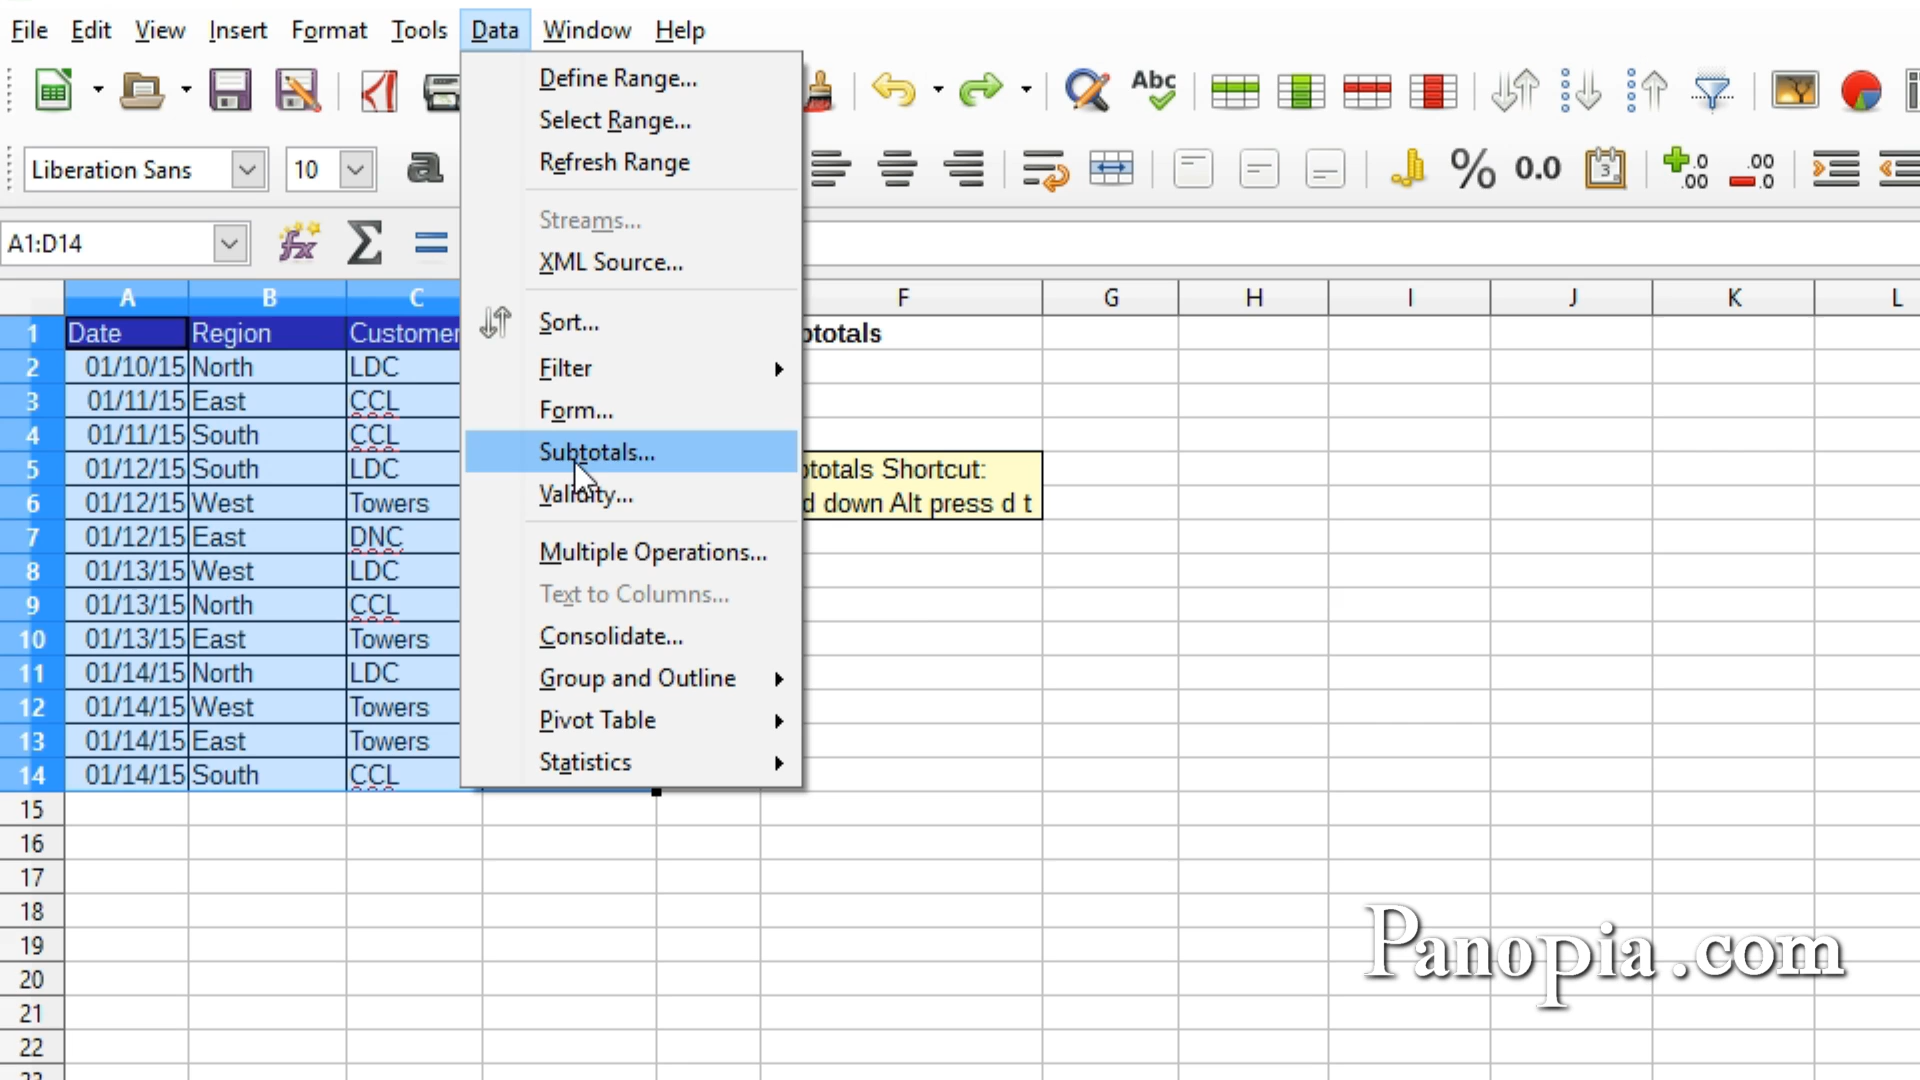 File Edit View Insert Format Tools Data Window Help
Abc
Liberation Sans 10 a % 0.0 3 .0 .00 .00 .0
A1:D14 fx Σ =
A B C F G H I J K L
1 Date Region Customer btotals
2 01/10/15 North LDC
3 01/11/15 East CCL
4 01/11/15 South CCL
5 01/12/15 South LDC btotals Shortcut:
6 01/12/15 West Towers d down Alt press d t
7 01/12/15 East DNC
8 01/13/15 West LDC
9 01/13/15 North CCL
10 01/13/15 East Towers
11 01/14/15 North LDC
12 01/14/15 West Towers
13 01/14/15 East Towers
14 01/14/15 South CCL
15
16
17
18
19
20
21
22
Define Range...
Select Range...
Refresh Range
Streams...
XML Source...
Sort...
Filter
Form...
Subtotals...
Validity...
Multiple Operations...
Text to Columns...
Consolidate...
Group and Outline
Pivot Table
Statistics
Panopia.com